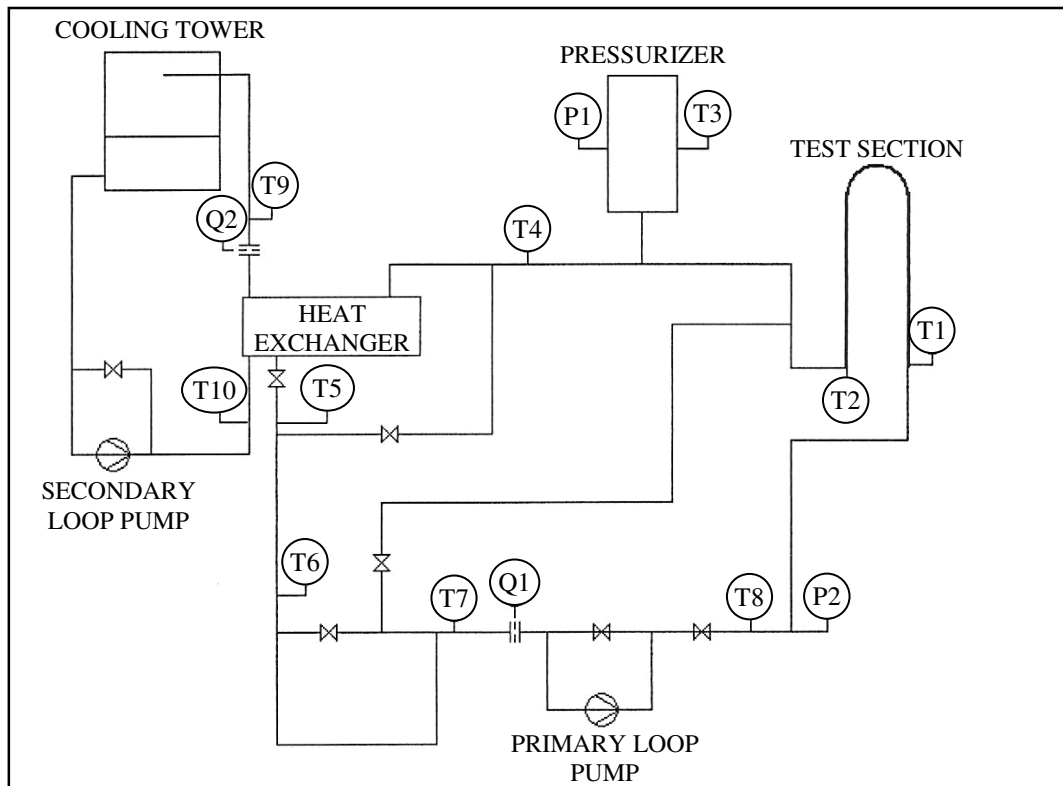 COOLING TOWER
PRESSURIZER
P1
T3
TEST SECTION
T9
Q2
T4
HEAT
EXCHANGER
T1
T10
T5
T2
SECONDARY
LOOP PUMP
T6
T7
Q1
T8
P2
PRIMARY LOOP
PUMP